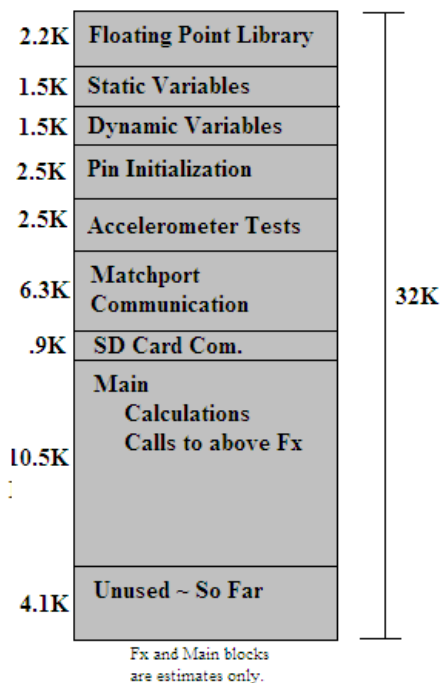 2.2K Floating Point Library
1.5K Static Variables
1.5K Dynamic Variables
2.5K Pin Initialization
2.5K Accelerometer Tests
6.3K Matchport
Communication
32K
.9K SD Card Com.
Main
Calculations
Calls to above Fx
10.5K
4.1K Unused ~ So Far
Fx and Main blocks
are estimates only.